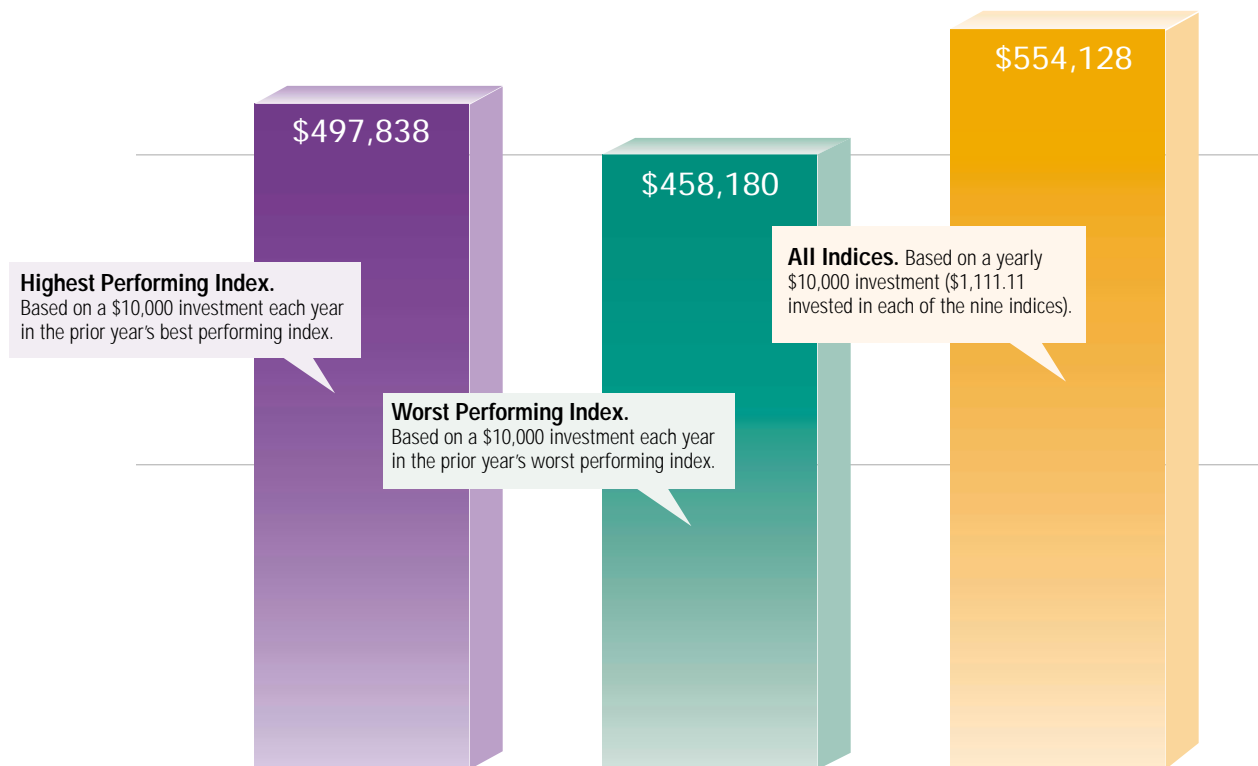 $554,128
$497,838
$458,180
Highest Performing Index.
Based on a $10,000 investment each year
in the prior year’s best performing index.
Worst Performing Index.
Based on a $10,000 investment each year
in the prior year’s worst performing index.
All Indices. Based on a yearly
$10,000 investment ($1,111.11
invested in each of the nine indices).